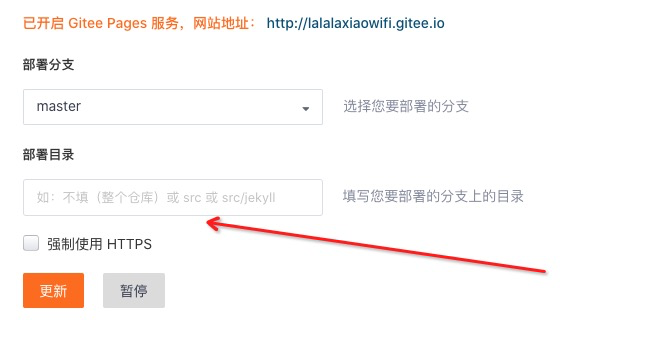 已开启 Gitee Pages 服务，网站地址： http://lalalaxiaowifi.gitee.io
部署分支
master 选择您要部署的分支
部署目录
如：不填（整个仓库）或 src 或 src/jekyll 填写您要部署的分支上的目录
强制使用 HTTPS
更新 暂停